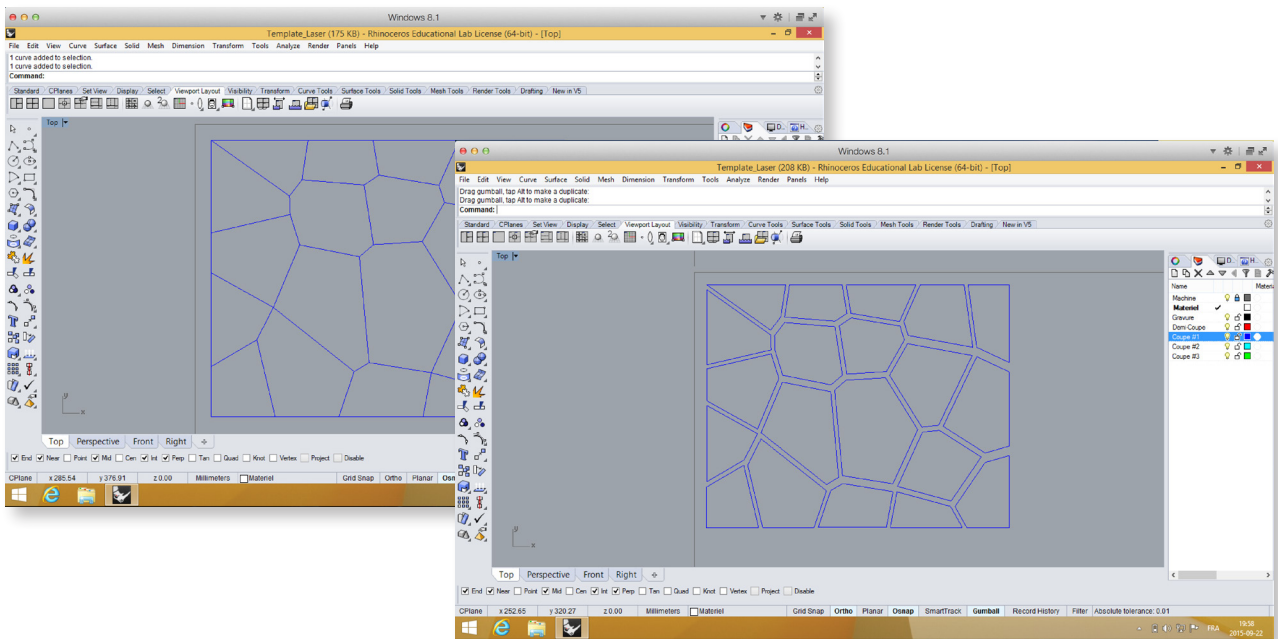 Windows 8.1
Template_Laser (175 KB) - Rhinoceros Educational Lab License (64-bit) - [Top]
File Edit View Curve Surface Solid Mesh Dimension Transform Tools Analyze Render Panels Help
1 curve added to selection.
1 curve added to selection.
Command:
Standard CPlanes Set View Display Select Viewport Layout Visibility Transform Curve Tools Surface Tools Solid Tools Mesh Tools Render Tools Drafting New in V5
Top
D.. H..
y
x
Top Perspective Front Right
End Near Point Mid Cen Int Perp Tan Quad Knot Vertex Project Disable
CPlane x 285.54 y 376.91 z 0.00 Millimeters Materiel Grid Snap Ortho Planar Osn
Windows 8.1
Template_Laser (208 KB) - Rhinoceros Educational Lab License (64-bit) - [Top]
File Edit View Curve Surface Solid Mesh Dimension Transform Tools Analyze Render Panels Help
Drag gumball, tap Alt to make a duplicate:
Drag gumball, tap Alt to make a duplicate:
Command:
Standard CPlanes Set View Display Select Viewport Layout Visibility Transform Curve Tools Surface Tools Solid Tools Mesh Tools Render Tools Drafting New in V5
Top
D.. H..
Name Materia
Machine
Materiel
Gravure
Demi-Coupe
Coupe #1
Coupe #2
Coupe #3
y
x
Top Perspective Front Right
End Near Point Mid Cen Int Perp Tan Quad Knot Vertex Project Disable
CPlane x 252.65 y 320.27 z 0.00 Millimeters Materiel Grid Snap Ortho Planar Osnap SmartTrack Gumball Record History Filter Absolute tolerance: 0.01
FRA 19:56
2015-09-22